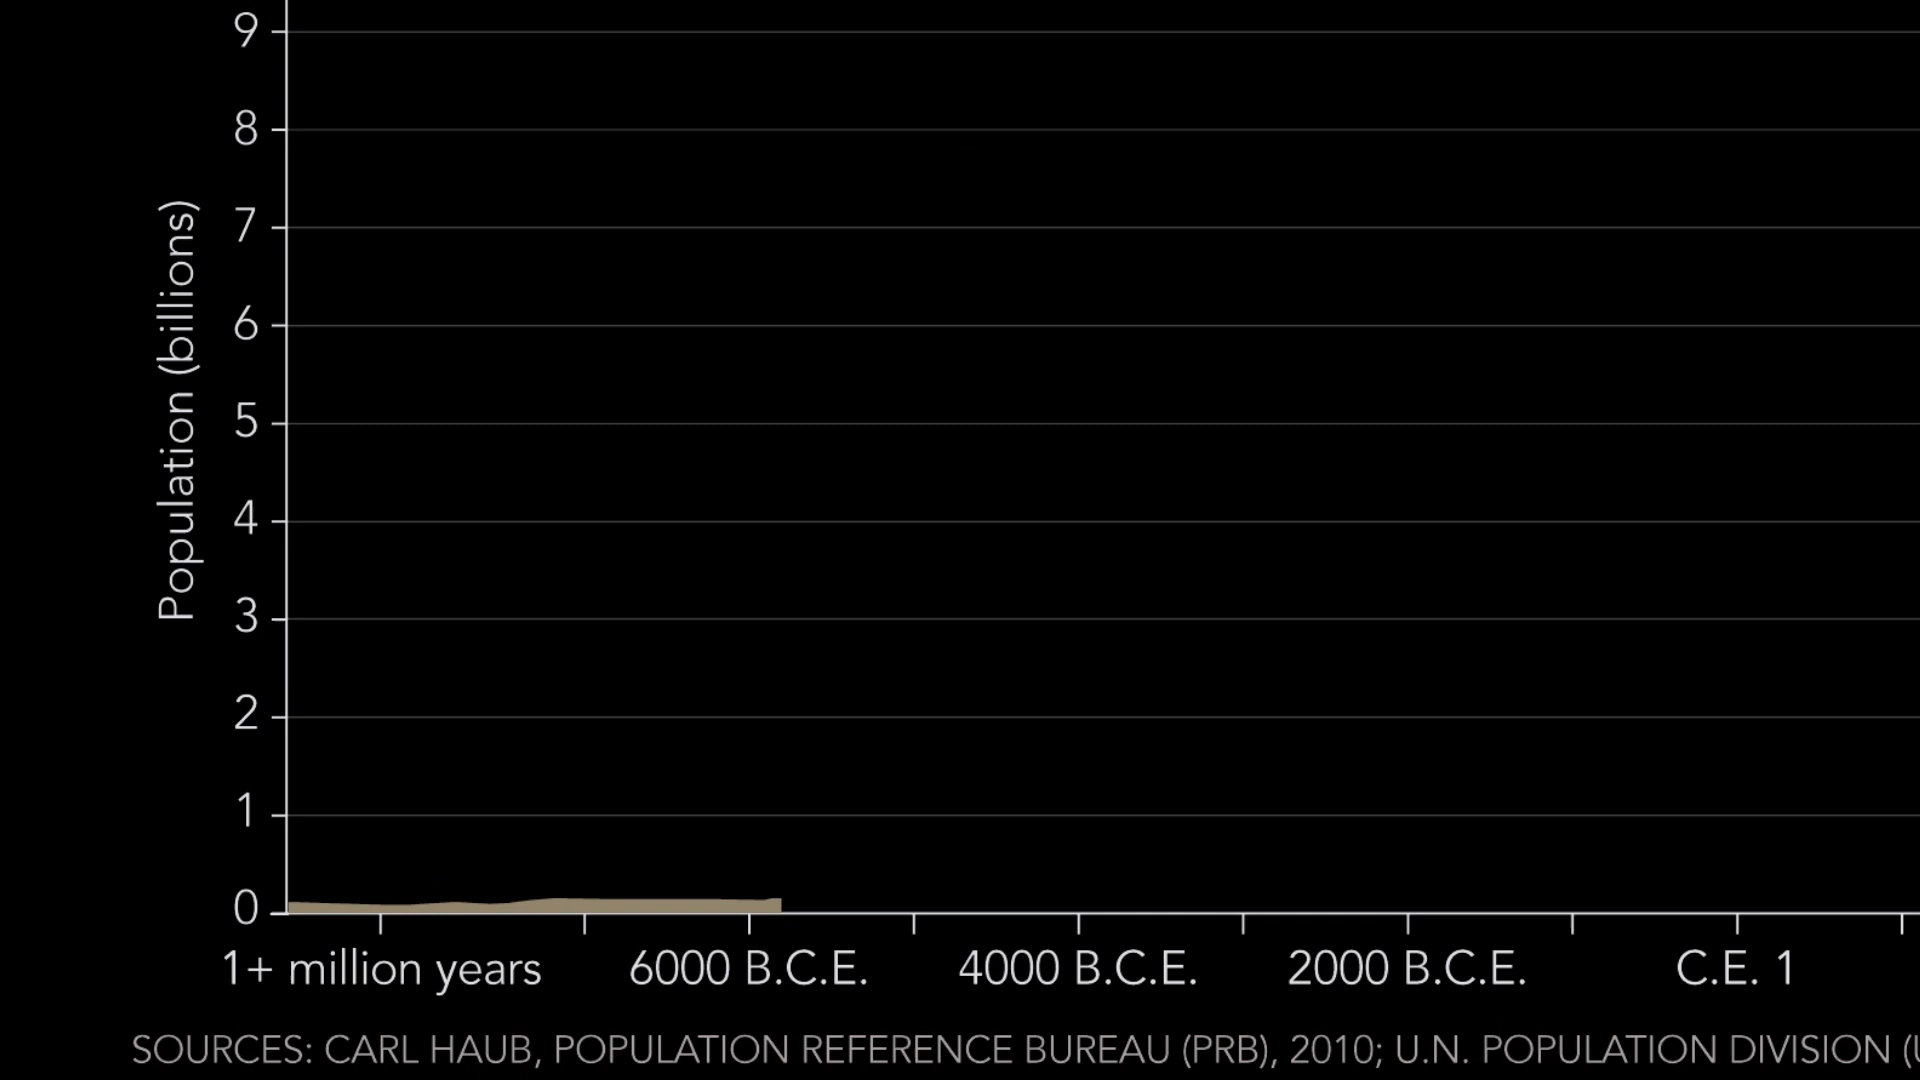 9
8
7
6
5
4
3
2
1
0
Population (billions)
1+ million years
6000 B.C.E.
4000 B.C.E.
2000 B.C.E.
C.E. 1
SOURCES: CARL HAUB, POPULATION REFERENCE BUREAU (PRB), 2010; U.N. POPULATION DIVISION (